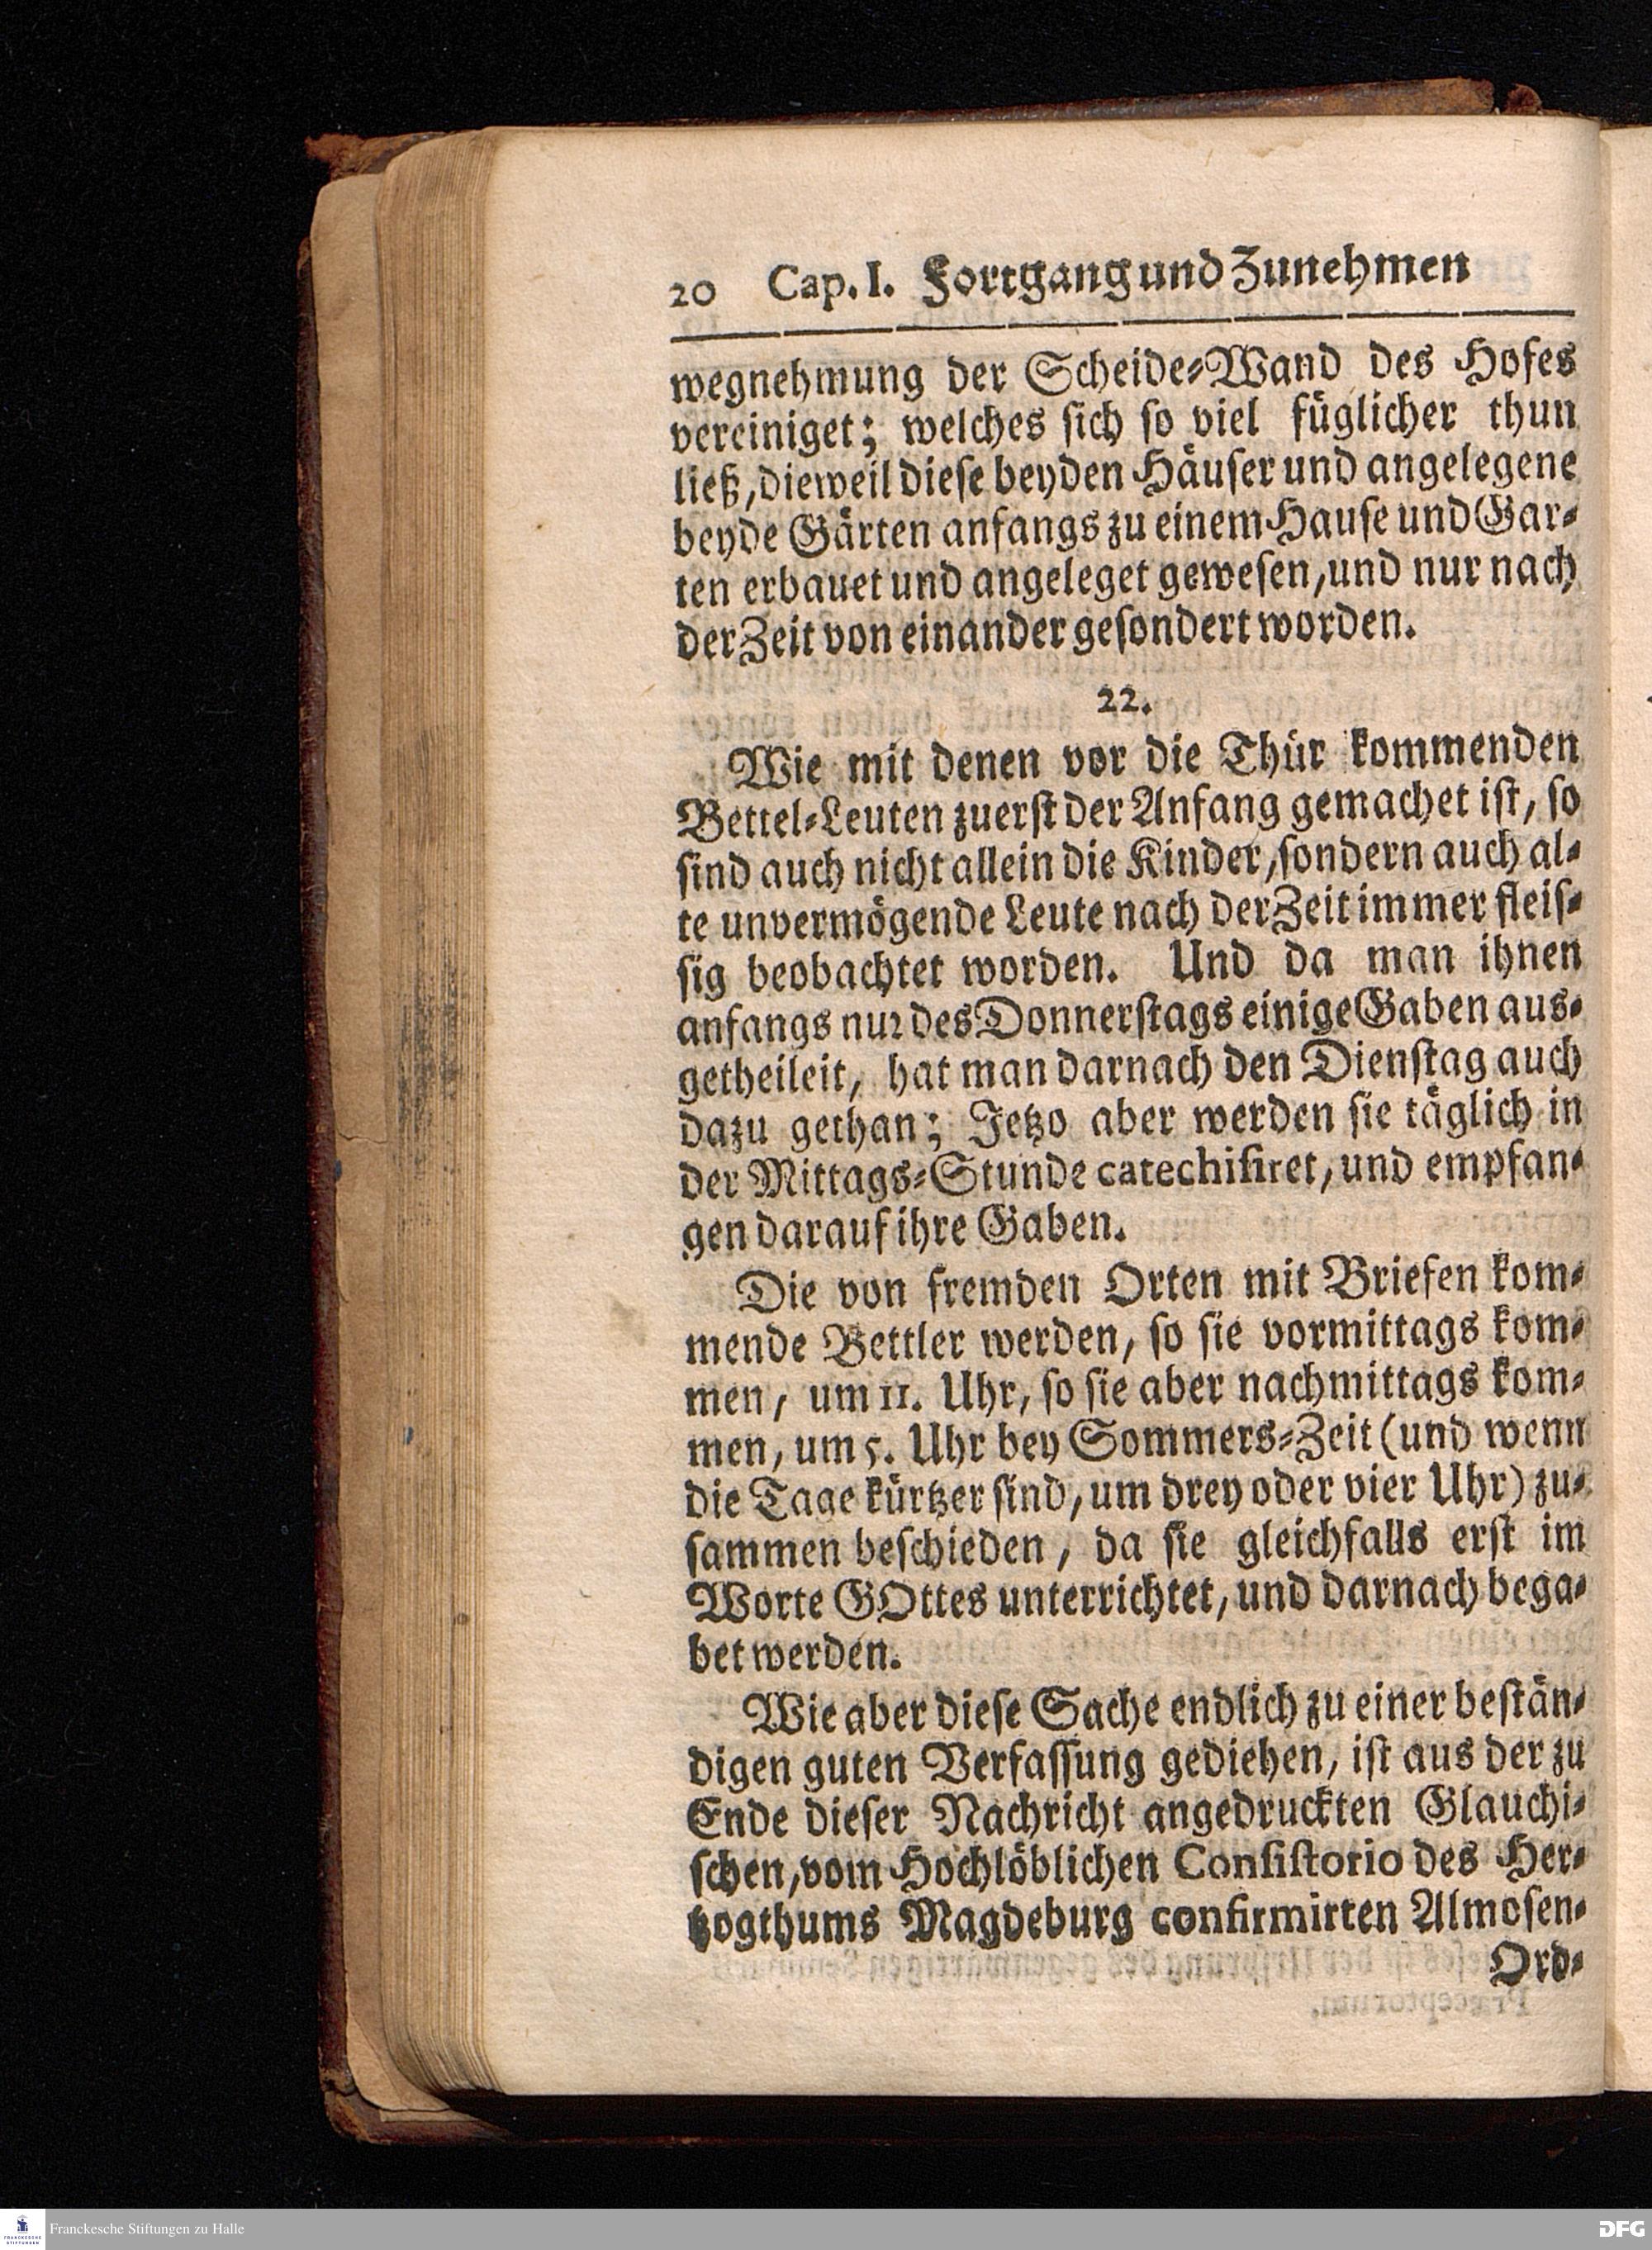 20 Cap. I. Fortgang und Zunehmen
wegnehmung der Scheide-Wand des Hofes
vereiniget; welches sich so viel füglicher thun
ließ, dieweil diese beyden Häuser und angelegene
beyde Gärten anfangs zu einem Hause und Gar-
ten erbauet und angeleget gewesen, und nur nach
der Zeit von einander gesondert worden.
22.
Wie mit denen vor die Thür kommenden
Bettel-Leuten zuerst der Anfang gemachet ist, so
sind auch nicht allein die Kinder, sondern auch al-
te unvermögende Leute nach der Zeit immer fleis-
sig beobachtet worden. Und da man ihnen
anfangs nur des Donnerstags einige Gaben aus-
getheileit, hat man darnach den Dienstag auch
dazu gethan; Jetzo aber werden sie täglich in
der Mittags-Stunde catechisiret, und empfan-
gen darauf ihre Gaben.
Die von fremden Orten mit Briefen kom-
mende Bettler werden, so sie vormittags kom-
men, um 11. Uhr, so sie aber nachmittags kom-
men, um 5. Uhr bey Sommers-Zeit (und wenn
die Tage kürtzer sind, um drey oder vier Uhr) zu-
sammen beschieden, da sie gleichfalls erst im
Worte GOttes unterrichtet, und darnach bega-
bet werden.
Wie aber diese Sache endlich zu einer bestän-
digen guten Verfassung gediehen, ist aus der zu
Ende dieser Nachricht angedruckten Glauchi-
schen, vom Hochlöblichen Consistorio des Her-
tzogthums Magdeburg confirmirten Almosen-
Ord-
Franckesche Stiftungen zu Halle
DFG